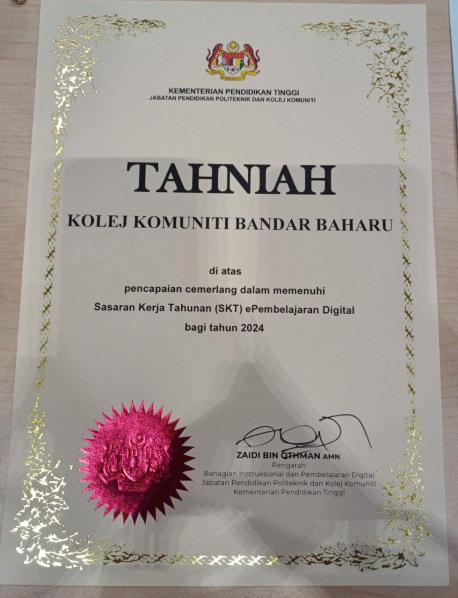 KEMENTERIAN PENDIDIKAN TINGGI
JABATAN PENDIDIKAN POLITEKNIK DAN KOLEJ KOMUNITI
TAHNIAH
KOLEJ KOMUNITI BANDAR BAHARU
di atas
pencapaian cemerlang dalam memenuhi
Sasaran Kerja Tahunan (SKT) ePembelajaran Digital
bagi tahun 2024
ZAIDI BIN OTHMAN AMN
Pengarah
Bahagian Instruksional dan Pembelajaran Digital
Jabatan Pendidikan Politeknik dan Kolej Komuniti
Kementerian Pendidikan Tinggi